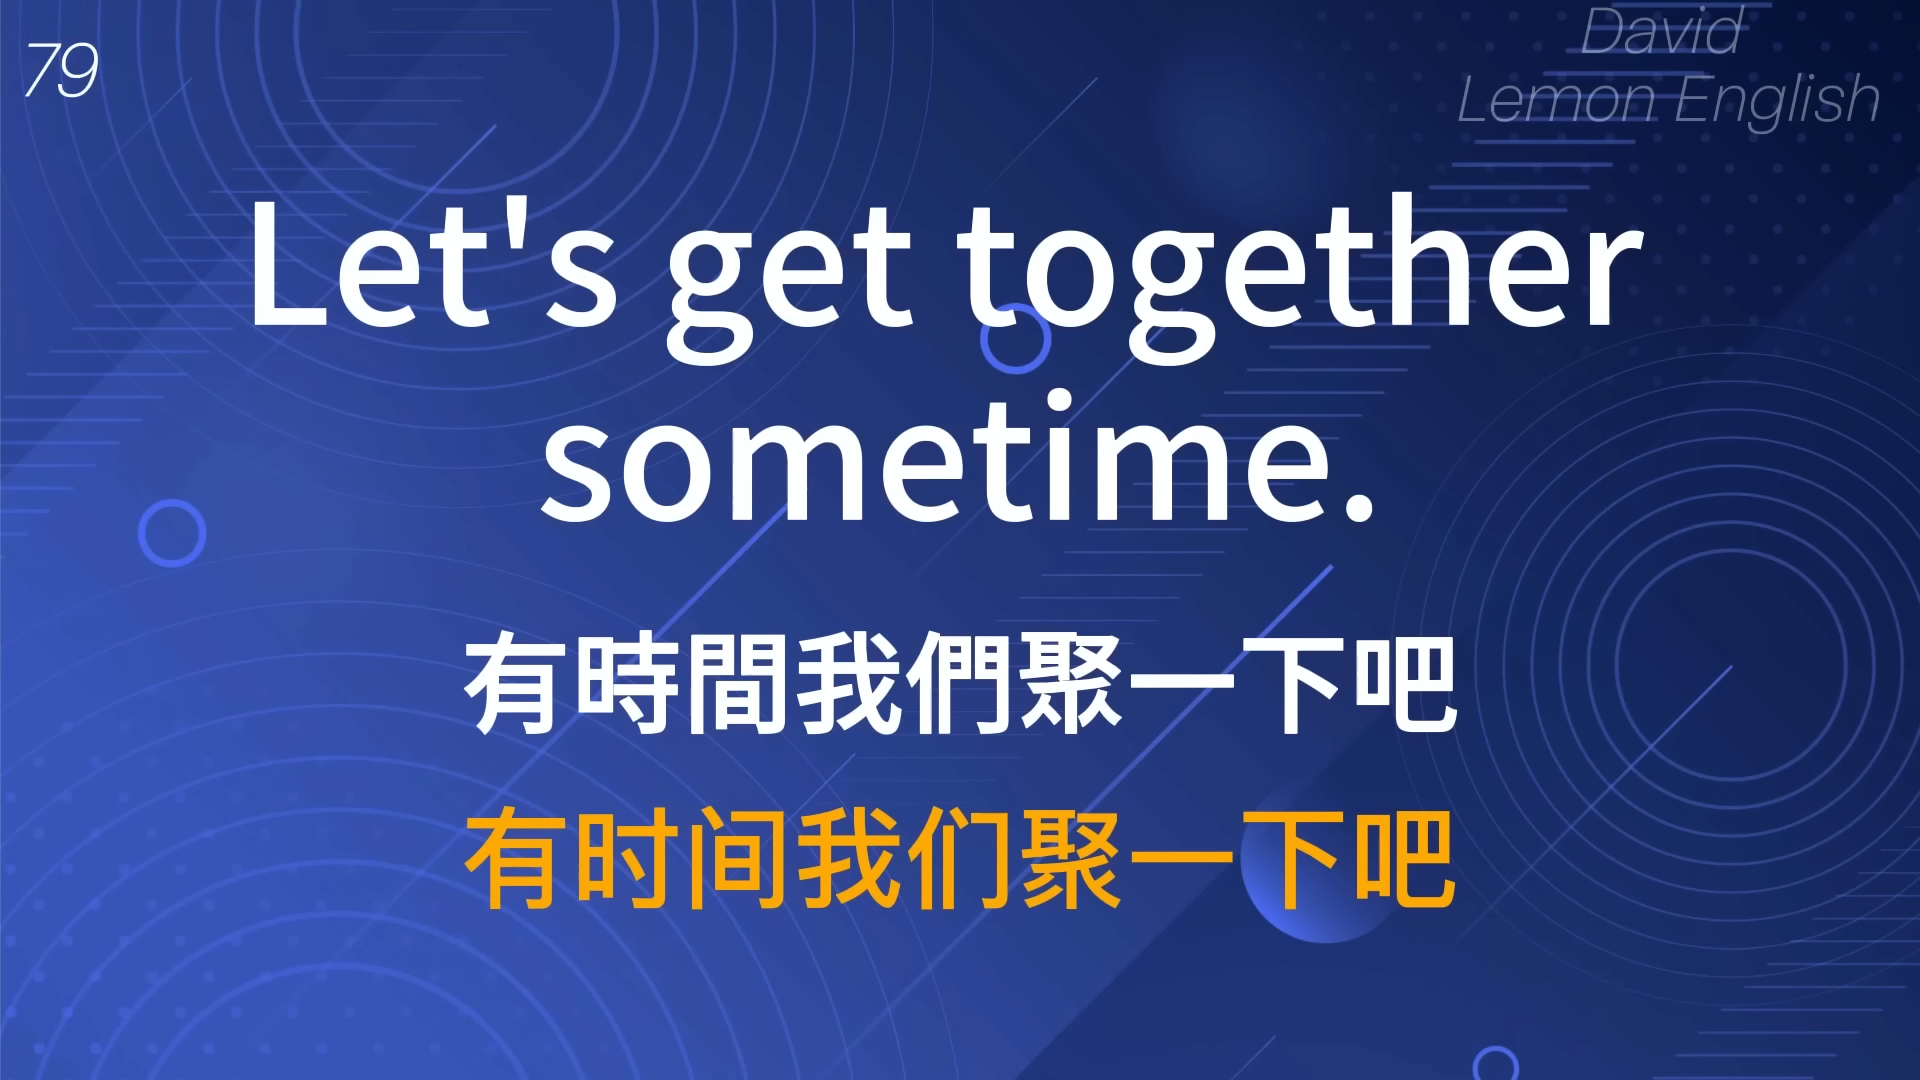 79
David
Lemon English
Let's get together
sometime.
有時間我們聚一下吧
有时间我们聚一下吧